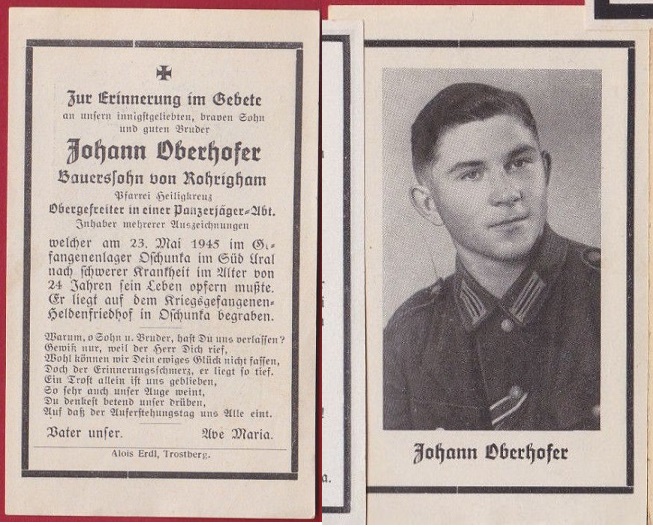 Zur Erinnerung im Gebete
an unsern innigstgeliebten, braven Sohn
und guten Bruder
Johann Oberhofer
Bauerssohn von Rohrigham
Pfarrei Heiligkreuz
Obergefreiter in einer Panzerjäger-Abt.
Inhaber mehrerer Auszeichnungen
welcher am 23. Mai 1945 im Ge-
fangenenlager Oschunka im Süd Ural
nach schwerer Krankheit im Alter von
24 Jahren sein Leben opfern mußte.
Er liegt auf dem Kriegsgefangenen-
Heldenfriedhof in Oschunka begraben.
Warum, o Sohn u. Bruder, hast Du uns verlassen?
Gewiß nur, weil der Herr Dich rief,
Wohl können wir Dein ewiges Glück nicht fassen,
Doch der Erinnerungsschmerz, er liegt so tief.
Ein Trost allein ist uns geblieben,
So sehr auch unser Auge weint,
Du denkest betend unser drüben,
Auf daß der Auferstehungstag uns Alle eint.
Vater unser. Ave Maria.
Alois Erdl, Trostberg.
a.
Johann Oberhofer